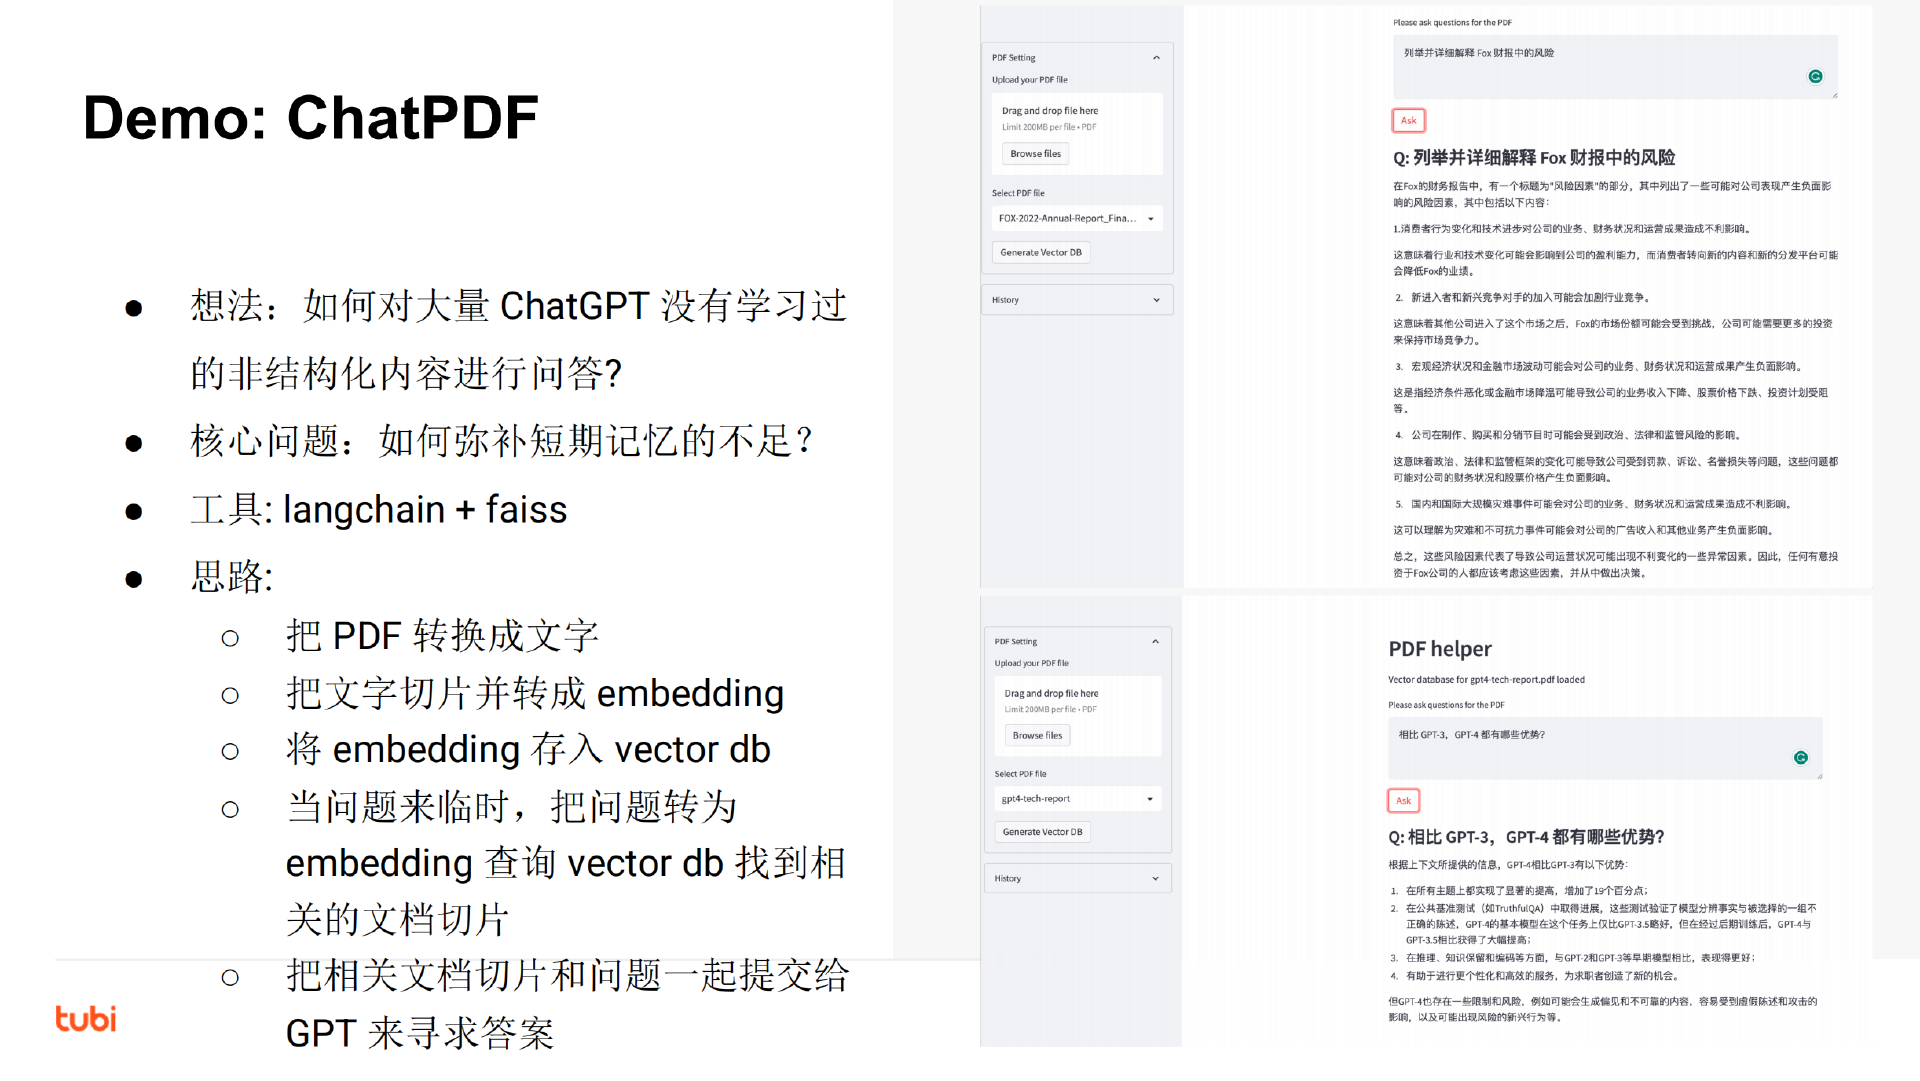 Demo: ChatPDF
● 想法：如何对大量 ChatGPT 没有学习过
的非结构化内容进行问答?
● 核心问题：如何弥补短期记忆的不足？
● 工具: langchain + faiss
● 思路:
○ 把 PDF 转换成文字
○ 把文字切片并转成 embedding
○ 将 embedding 存入 vector db
○ 当问题来临时，把问题转为
embedding 查询 vector db 找到相
关的文档切片
○ 把相关文档切片和问题一起提交给
GPT 来寻求答案
tubi
PDF Setting
Upload your PDF file
Drag and drop file here
Limit 200MB per file • PDF
Browse files
Select PDF file
FOX-2022-Annual-Report_Fina...
Generate Vector DB
History
Please ask questions for the PDF
列举并详细解释 Fox 财报中的风险
Ask
Q: 列举并详细解释 Fox 财报中的风险
在Fox的财务报告中，有一个标题为"风险因素"的部分，其中列出了一些可能对公司表现产生负面影
响的风险因素，其中包括以下内容：
1.消费者行为变化和技术进步对公司的业务、财务状况和运营成果造成不利影响。
这意味着行业和技术变化可能会影响到公司的盈利能力，而消费者转向新的内容和新的分发平台可能
会降低Fox的业绩。
2. 新进入者和新兴竞争对手的加入可能会加剧行业竞争。
这意味着其他公司进入了这个市场之后，Fox的市场份额可能会受到挑战，公司可能需要更多的投资
来保持市场竞争力。
3. 宏观经济状况和金融市场波动可能会对公司的业务、财务状况和运营成果产生负面影响。
这是指经济条件恶化或金融市场降温可能导致公司的业务收入下降、股票价格下跌、投资计划受阻
等。
4. 公司在制作、购买和分销节目时可能会受到政治、法律和监管风险的影响。
这意味着政治、法律和监管框架的变化可能导致公司受到罚款、诉讼、名誉损失等问题，这些问题都
可能对公司的财务状况和股票价格产生负面影响。
5. 国内和国际大规模灾难事件可能会对公司的业务、财务状况和运营成果造成不利影响。
这可以理解为灾难和不可抗力事件可能会对公司的广告收入和其他业务产生负面影响。
总之，这些风险因素代表了导致公司运营状况可能出现不利变化的一些异常因素。因此，任何有意投
资于Fox公司的人都应该考虑这些因素，并从中做出决策。
PDF Setting
Upload your PDF file
Drag and drop file here
Limit 200MB per file • PDF
Browse files
Select PDF file
gpt4-tech-report
Generate Vector DB
History
PDF helper
Vector database for gpt4-tech-report.pdf loaded
Please ask questions for the PDF
相比 GPT-3，GPT-4 都有哪些优势?
Ask
Q: 相比 GPT-3，GPT-4 都有哪些优势?
根据上下文所提供的信息，GPT-4相比GPT-3有以下优势：
1. 在所有主题上都实现了显著的提高，增加了19个百分点；
2. 在公共基准测试（如TruthfulQA）中取得进展，这些测试验证了模型分辨事实与被选择的一组不
正确的陈述，GPT-4的基本模型在这个任务上仅比GPT-3.5略好，但在经过后期训练后，GPT-4与
GPT-3.5相比获得了大幅提高；
3. 在推理、知识保留和编码等方面，与GPT-2和GPT-3等早期模型相比，表现得更好；
4. 有助于进行更个性化和高效的服务，为求职者创造了新的机会。
但GPT-4也存在一些限制和风险，例如可能会生成偏见和不可靠的内容，容易受到虚假陈述和攻击的
影响，以及可能出现风险的新兴行为等。